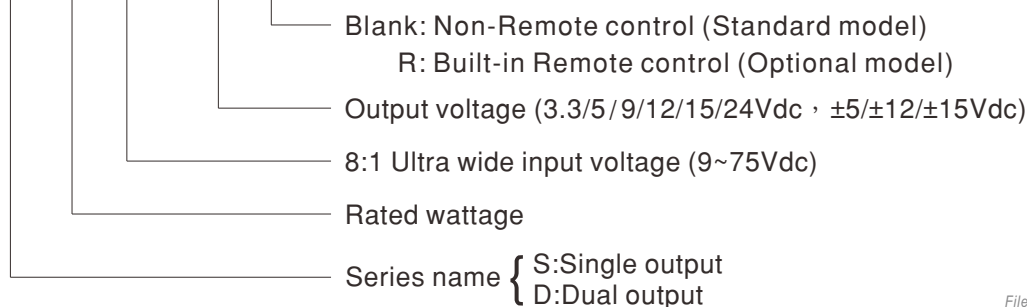 Blank: Non-Remote control (Standard model)
R: Built-in Remote control (Optional model)
Output voltage (3.3/5/9/12/15/24Vdc，±5/±12/±15Vdc)
8:1 Ultra wide input voltage (9~75Vdc)
Rated wattage
Series name { S:Single output
D:Dual output
File